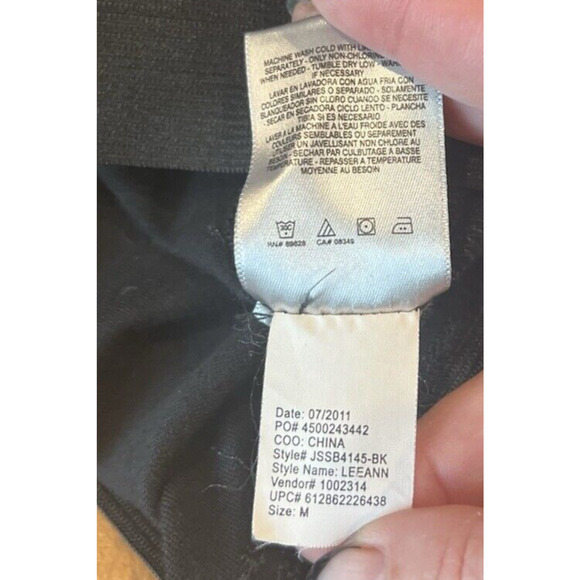 MACHINE WASH COLD WITH
SEPARATELY - ONLY NON-CHLORINE
WHEN NEEDED - TUMBLE DRY LOW - WARM
IF NECESSARY
LAVAR EN LAVADORA CON AGUA FRIA CON
COLORES SIMILARES O SEPARADO - SOLAMENTE
BLANQUEADOR SIN CLORO CUANDO SE NECESITE
SECAR EN SECADORA CICLO LENTO - PLANCHA
TIBIA SI ES NECESARIO
LAVER A LA MACHINE A L'EAU FROIDE AVEC DES
COULEURS SEMBLABLES OU SEPAREMENT
UN JAVELLISANT NON CHLORE AU
BESOIN - SECHAR PAR CULBUTAGE A BASSE
TEMPERATURE - REPASSER A TEMPERATURE
MOYENNE AU BESOIN
30C
RN# 89828 CA# 08349
Date: 07/2011
PO# 4500243442
COO: CHINA
Style# JSSB4145-BK
Style Name: LEEANN
Vendor# 1002314
UPC# 612862226438
Size: M